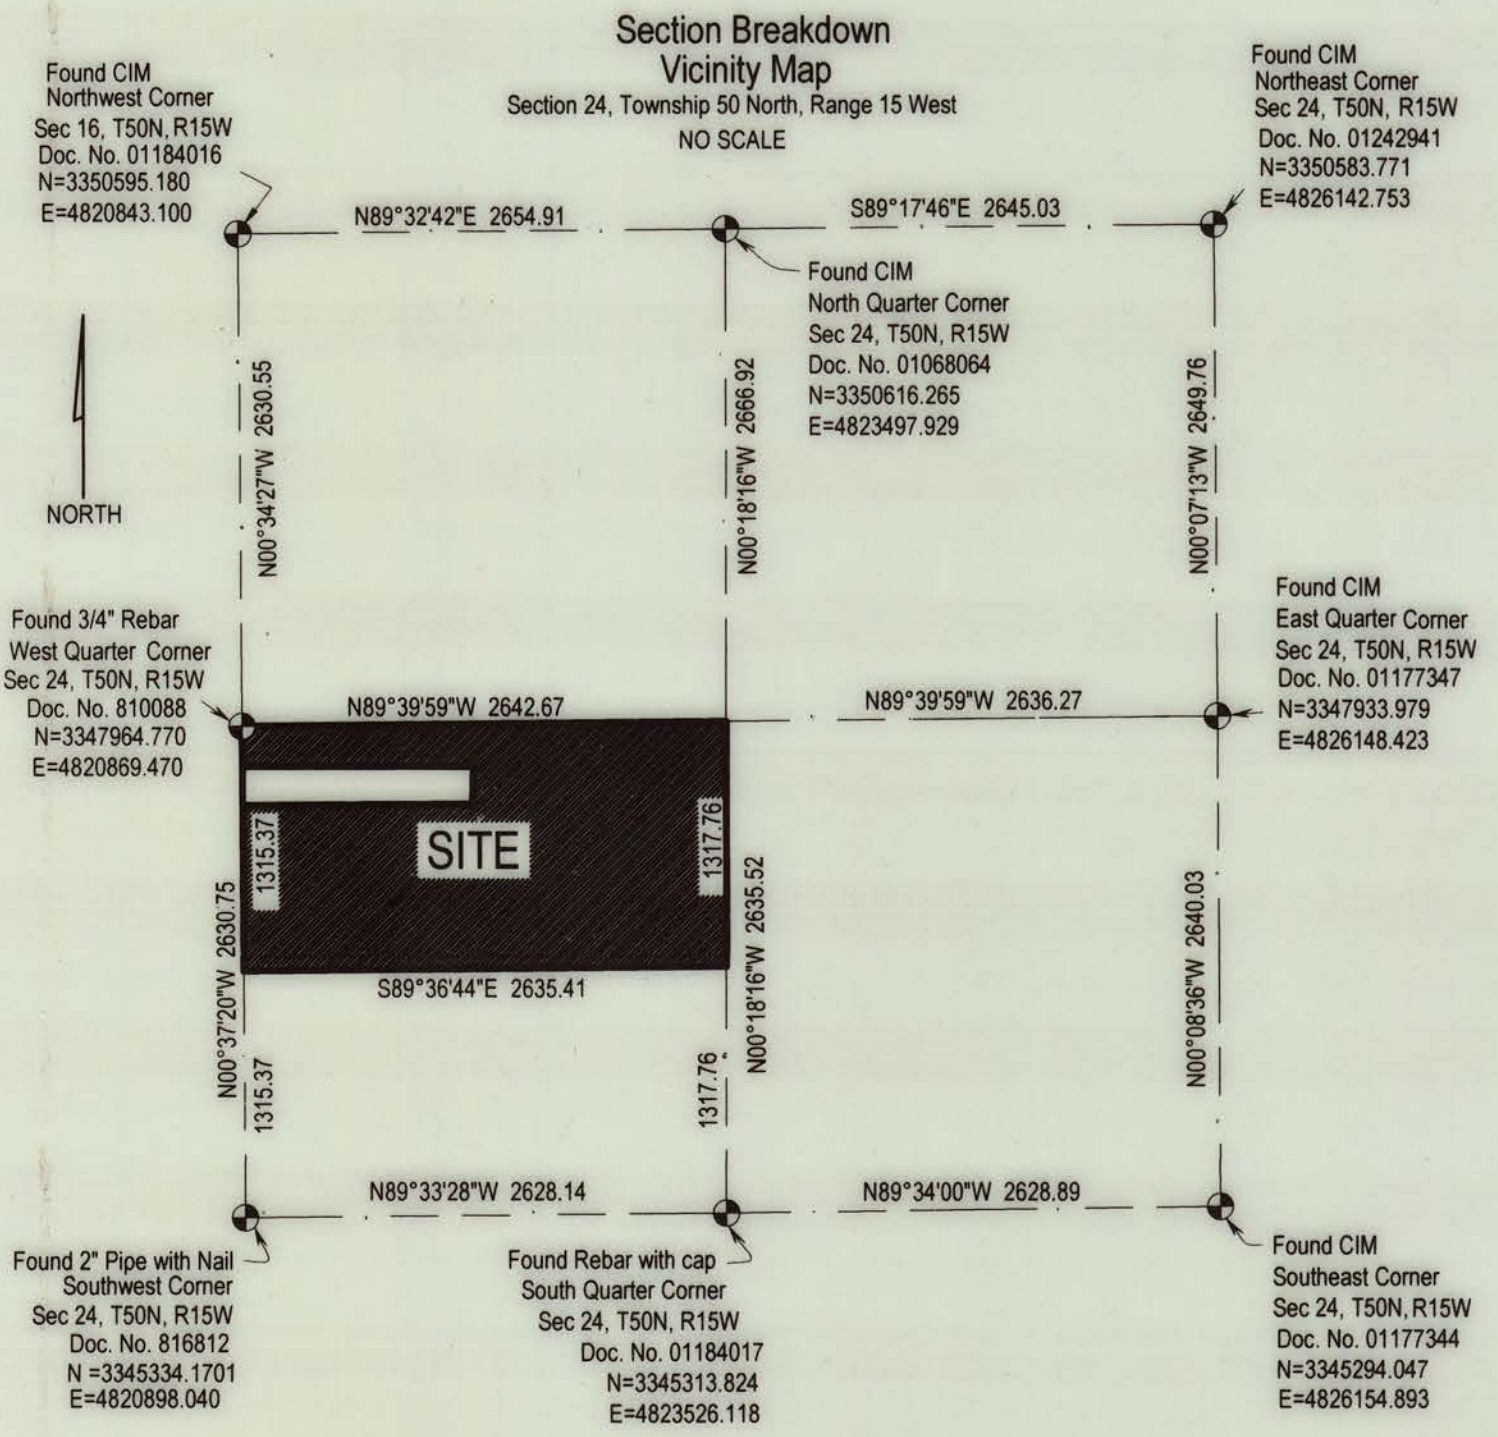 Section Breakdown
Vicinity Map
Section 24, Township 50 North, Range 15 West
NO SCALE
Found CIM
Northwest Corner
Sec 16, T50N, R15W
Doc. No. 01184016
N=3350595.180
E=4820843.100
Found CIM
Northeast Corner
Sec 24, T50N, R15W
Doc. No. 01242941
N=3350583.771
E=4826142.753
N89°32'42"E 2654.91
S89°17'46"E 2645.03
Found CIM
North Quarter Corner
Sec 24, T50N, R15W
Doc. No. 01068064
N=3350616.265
E=4823497.929
NORTH
N00°34'27"W 2630.55
N00°18'16"W 2666.92
N00°07'13"W 2649.76
Found 3/4" Rebar
West Quarter Corner
Sec 24, T50N, R15W
Doc. No. 810088
N=3347964.770
E=4820869.470
N89°39'59"W 2642.67
N89°39'59"W 2636.27
Found CIM
East Quarter Corner
Sec 24, T50N, R15W
Doc. No. 01177347
N=3347933.979
E=4826148.423
1315.37
SITE
1317.76
N00°37'20"W 2630.75
S89°36'44"E 2635.41
N00°18'16"W 2635.52
N00°08'36"W 2640.03
1315.37
1317.76
N89°33'28"W 2628.14
N89°34'00"W 2628.89
Found 2" Pipe with Nail
Southwest Corner
Sec 24, T50N, R15W
Doc. No. 816812
N =3345334.1701
E=4820898.040
Found Rebar with cap
South Quarter Corner
Sec 24, T50N, R15W
Doc. No. 01184017
N=3345313.824
E=4823526.118
Found CIM
Southeast Corner
Sec 24, T50N, R15W
Doc. No. 01177344
N=3345294.047
E=4826154.893